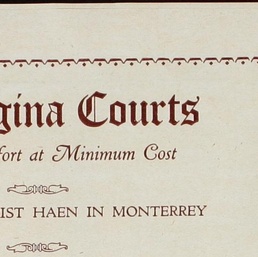 gina Courts
fort at Minimum Cost
IST HAEN IN MONTERREY